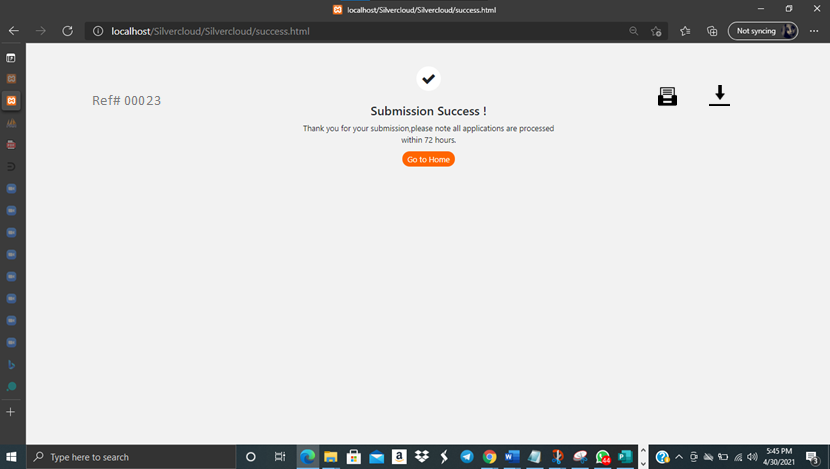 localhost/Silvercloud/Silvercloud/success.html
localhost/Silvercloud/Silvercloud/success.html
Not syncing
Ref# 00023
Submission Success !
Thank you for your submission,please note all applications are processed
within 72 hours.
Go to Home
Type here to search
44
5:45 PM
4/30/2021
3